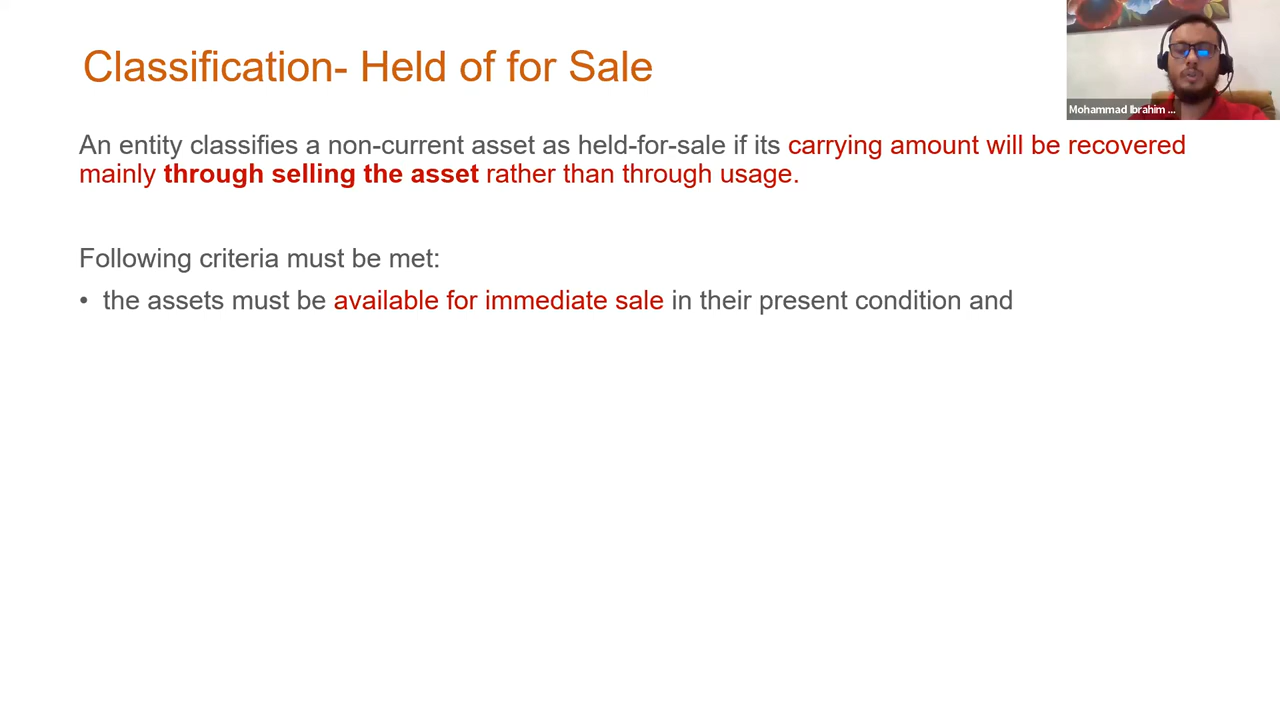 Classification- Held of for Sale
Mohammad Ibrahim ...
An entity classifies a non-current asset as held-for-sale if its carrying amount will be recovered
mainly through selling the asset rather than through usage.
Following criteria must be met:
• the assets must be available for immediate sale in their present condition and